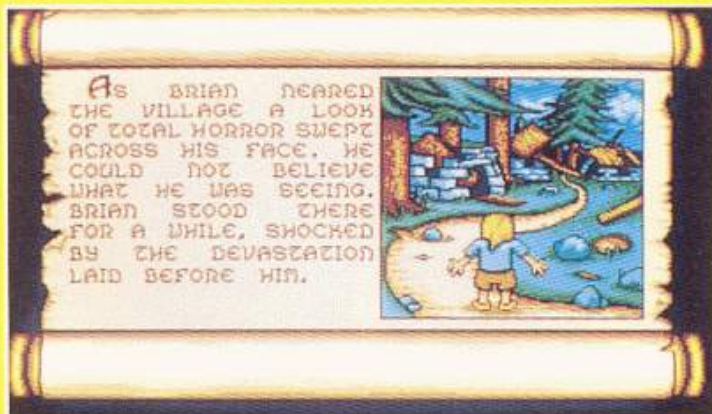 AS BRIAN NEARED
THE VILLAGE A LOOK
OF TOTAL HORROR SWEPT
ACROSS HIS FACE. HE
COULD NOT BELIEVE
WHAT HE WAS SEEING.
BRIAN STOOD THERE
FOR A WHILE, SHOCKED
BY THE DEVASTATION
LAID BEFORE HIM.